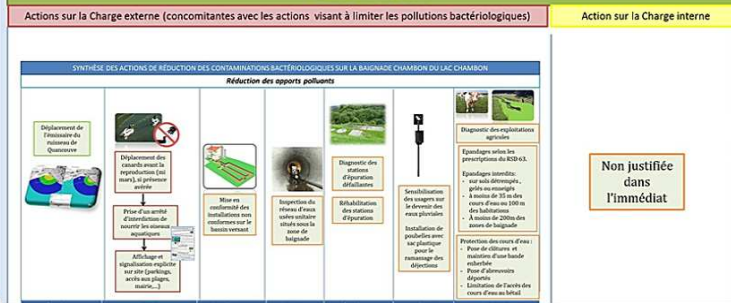 Actions sur la Charge externe (concomitantes avec les actions visant à limiter les pollutions bactériologiques)
Action sur la Charge interne
SYNTHÈSE DES ACTIONS DE RÉDUCTION DES CONTAMINATIONS BACTÉRIOLOGIQUES SUR LA BAIGNADE CHAMBON DU LAC CHAMBON
Réduction des apports polluants
Déplacement de
l'émissaire du
ruisseau de
Déplacement des
canards avant la
reproduction (mi
mars), si présence
avérée
Prise d'un arrêté
d'interdiction de
nourrir les oiseaux
aquatiques
Affichage et
signalisation explicite
sur site (parkings,
accès aux plages,
mairie,...)
Mise en
conformité des
installations non
conformes sur le
bassin versant
Inspection du
réseau d'eaux
usées unitaire
situés sous la
zone de
baignade
Diagnostic des
stations
d'épuration
défaillantes
Réhabilitation
des stations
d'épuration
Sensibilisation
des usagers sur
le devenir des
eaux pluviales
Installation de
poubelles avec
sac plastique
pour le
ramassage des
déjections
Diagnostic des exploitations
agricoles
Epandages selon les
prescriptions du RSD 63.
Epandages interdits:
- sur sols détrempés,
gelés ou enneigés
- À moins de 35 m des
cours d'eau ou 100 m
des habitations
- À moins de 200m des
zones de baignade
Protection des cours d'eau :
- Pose de clôtures et
maintien d'une bande
enherbée
- Pose d'abreuvoirs
déportés
- Limitation de l'accès des
cours d'eau au bétail
Non justifiée
dans
l'immédiat